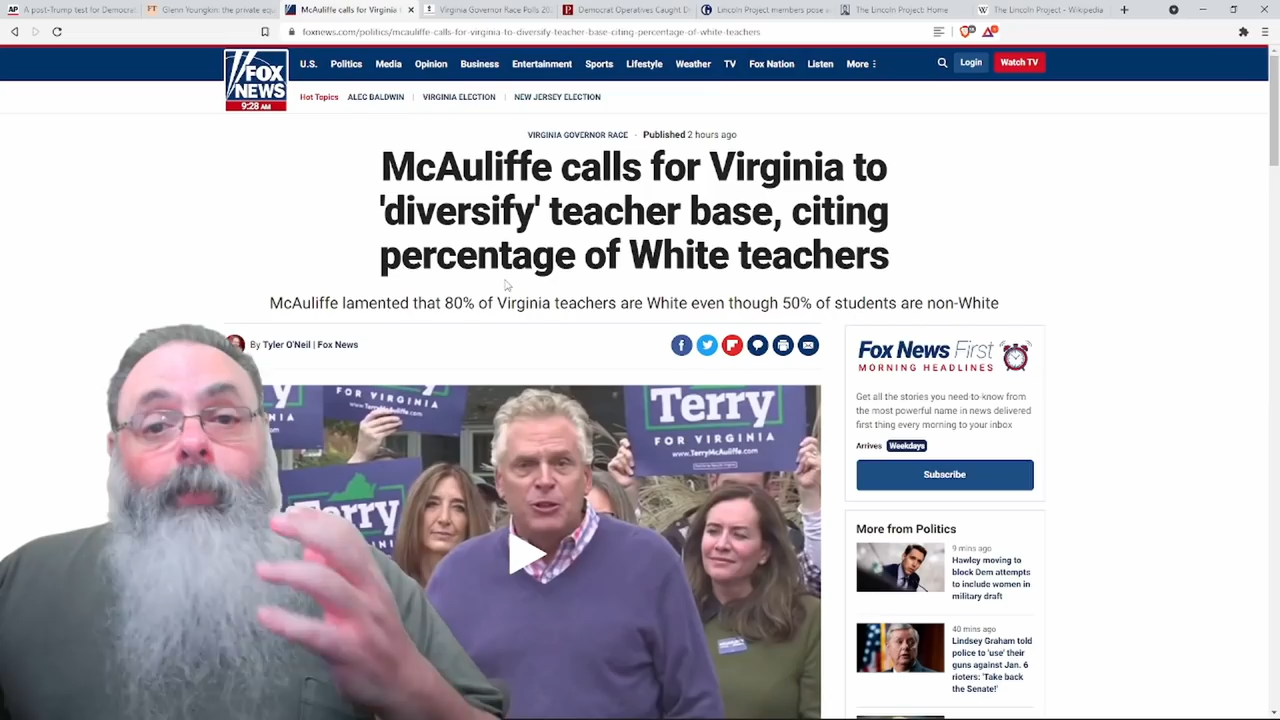 A post-Trump test for Democrat
Glenn Youngkin: the private equ
McAuliffe calls for Virginia t
Virginia Governor Race Polls 20
Democrat Operatives Caught D
Lincoln Project members pose w
The Lincoln Project: Home
The Lincoln Project - Wikipedia
foxnews.com/politics/mcauliffe-calls-for-virginia-to-diversify-teacher-base-citing-percentage-of-white-teachers
FOX NEWS
9:28 AM
U.S. Politics Media Opinion Business Entertainment Sports Lifestyle Weather TV Fox Nation Listen More
Login
Watch TV
Hot Topics ALEC BALDWIN VIRGINIA ELECTION NEW JERSEY ELECTION
VIRGINIA GOVERNOR RACE · Published 2 hours ago
McAuliffe calls for Virginia to
'diversify' teacher base, citing
percentage of White teachers
McAuliffe lamented that 80% of Virginia teachers are White even though 50% of students are non-White
By Tyler O'Neil | Fox News
FOR VIRGINIA
www.TerryMcAuliffe.com
Terry
FOR VIRGINIA
www.TerryMcAuliffe.com
Terry
Fox News First
MORNING HEADLINES
Get all the stories you need-to-know from
the most powerful name in news delivered
first thing every morning to your inbox
Arrives Weekdays
Subscribe
More from Politics
9 mins ago
Hawley moving to
block Dem attempts
to include women in
military draft
40 mins ago
Lindsey Graham told
police to 'use' their
guns against Jan. 6
rioters: 'Take back
the Senate!'